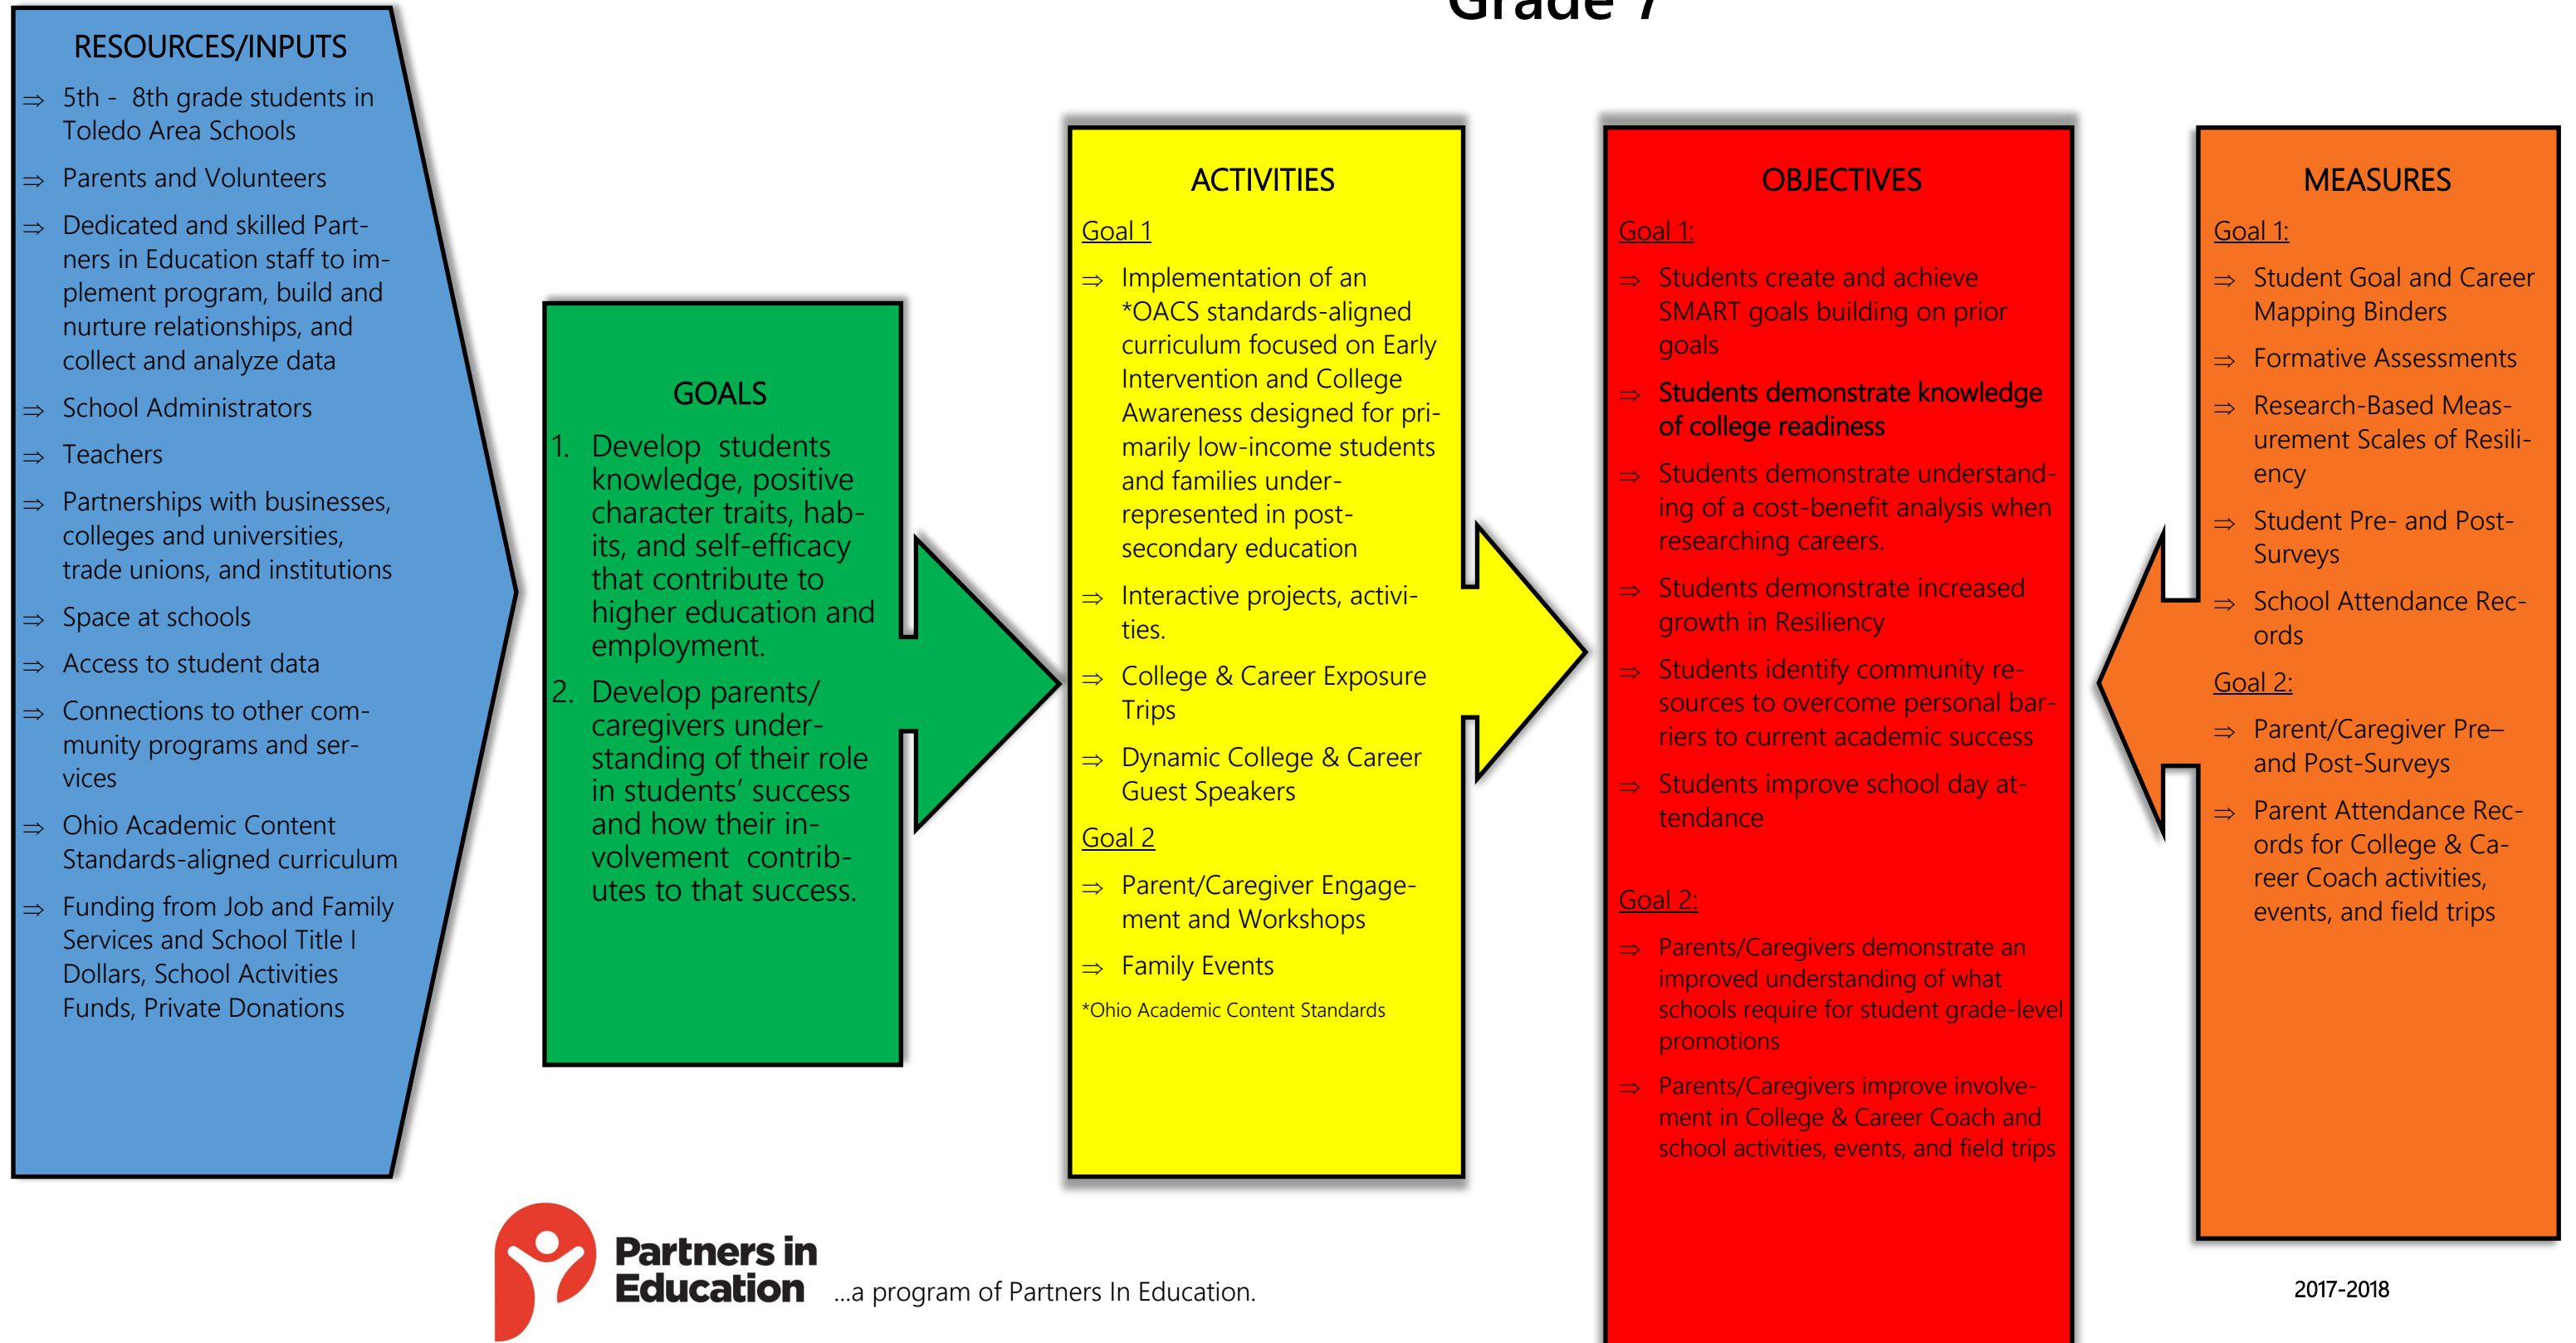 Grade 7
RESOURCES/INPUTS
⇒ 5th - 8th grade students in
Toledo Area Schools
⇒ Parents and Volunteers
⇒ Dedicated and skilled Part-
ners in Education staff to im-
plement program, build and
nurture relationships, and
collect and analyze data
⇒ School Administrators
⇒ Teachers
⇒ Partnerships with businesses,
colleges and universities,
trade unions, and institutions
⇒ Space at schools
⇒ Access to student data
⇒ Connections to other com-
munity programs and ser-
vices
⇒ Ohio Academic Content
Standards-aligned curriculum
⇒ Funding from Job and Family
Services and School Title I
Dollars, School Activities
Funds, Private Donations
GOALS
1. Develop students
knowledge, positive
character traits, hab-
its, and self-efficacy
that contribute to
higher education and
employment.
2. Develop parents/
caregivers under-
standing of their role
in students’ success
and how their in-
volvement contrib-
utes to that success.
ACTIVITIES
Goal 1
⇒ Implementation of an
*OACS standards-aligned
curriculum focused on Early
Intervention and College
Awareness designed for pri-
marily low-income students
and families under-
represented in post-
secondary education
⇒ Interactive projects, activi-
ties.
⇒ College & Career Exposure
Trips
⇒ Dynamic College & Career
Guest Speakers
Goal 2
⇒ Parent/Caregiver Engage-
ment and Workshops
⇒ Family Events
*Ohio Academic Content Standards
OBJECTIVES
Goal 1:
⇒ Students create and achieve
SMART goals building on prior
goals
⇒ Students demonstrate knowledge
of college readiness
⇒ Students demonstrate understand-
ing of a cost-benefit analysis when
researching careers.
⇒ Students demonstrate increased
growth in Resiliency
⇒ Students identify community re-
sources to overcome personal bar-
riers to current academic success
⇒ Students improve school day at-
tendance
Goal 2:
⇒ Parents/Caregivers demonstrate an
improved understanding of what
schools require for student grade-level
promotions
⇒ Parents/Caregivers improve involve-
ment in College & Career Coach and
school activities, events, and field trips
MEASURES
Goal 1:
⇒ Student Goal and Career
Mapping Binders
⇒ Formative Assessments
⇒ Research-Based Meas-
urement Scales of Resili-
ency
⇒ Student Pre- and Post-
Surveys
⇒ School Attendance Rec-
ords
Goal 2:
⇒ Parent/Caregiver Pre–
and Post-Surveys
⇒ Parent Attendance Rec-
ords for College & Ca-
reer Coach activities,
events, and field trips
Partners in
Education
...a program of Partners In Education.
2017-2018